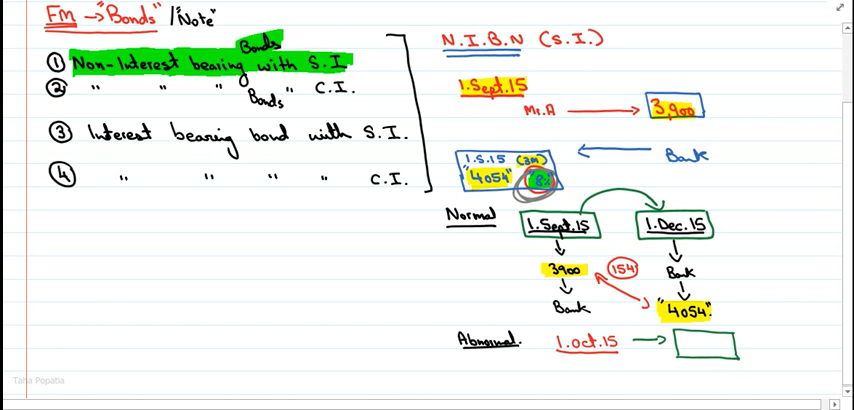 FM → "Bonds" / "Note"
① Non-Interest bearing Bonds with S.I
② " " " Bonds " C.I.
③ Interest bearing bond with S.I.
④ " " " " C.I.
N.I.B.N (S.I.)
1.Sept.15
Mr.A → 3,900
Bank
1.S.15 (3m)
"4054" "8%"
Normal 1.Sept.15 1.Dec.15
3900 154 Bank
Bank "4054".
Abnormal. 1.oct.15 →
Taha Popatia